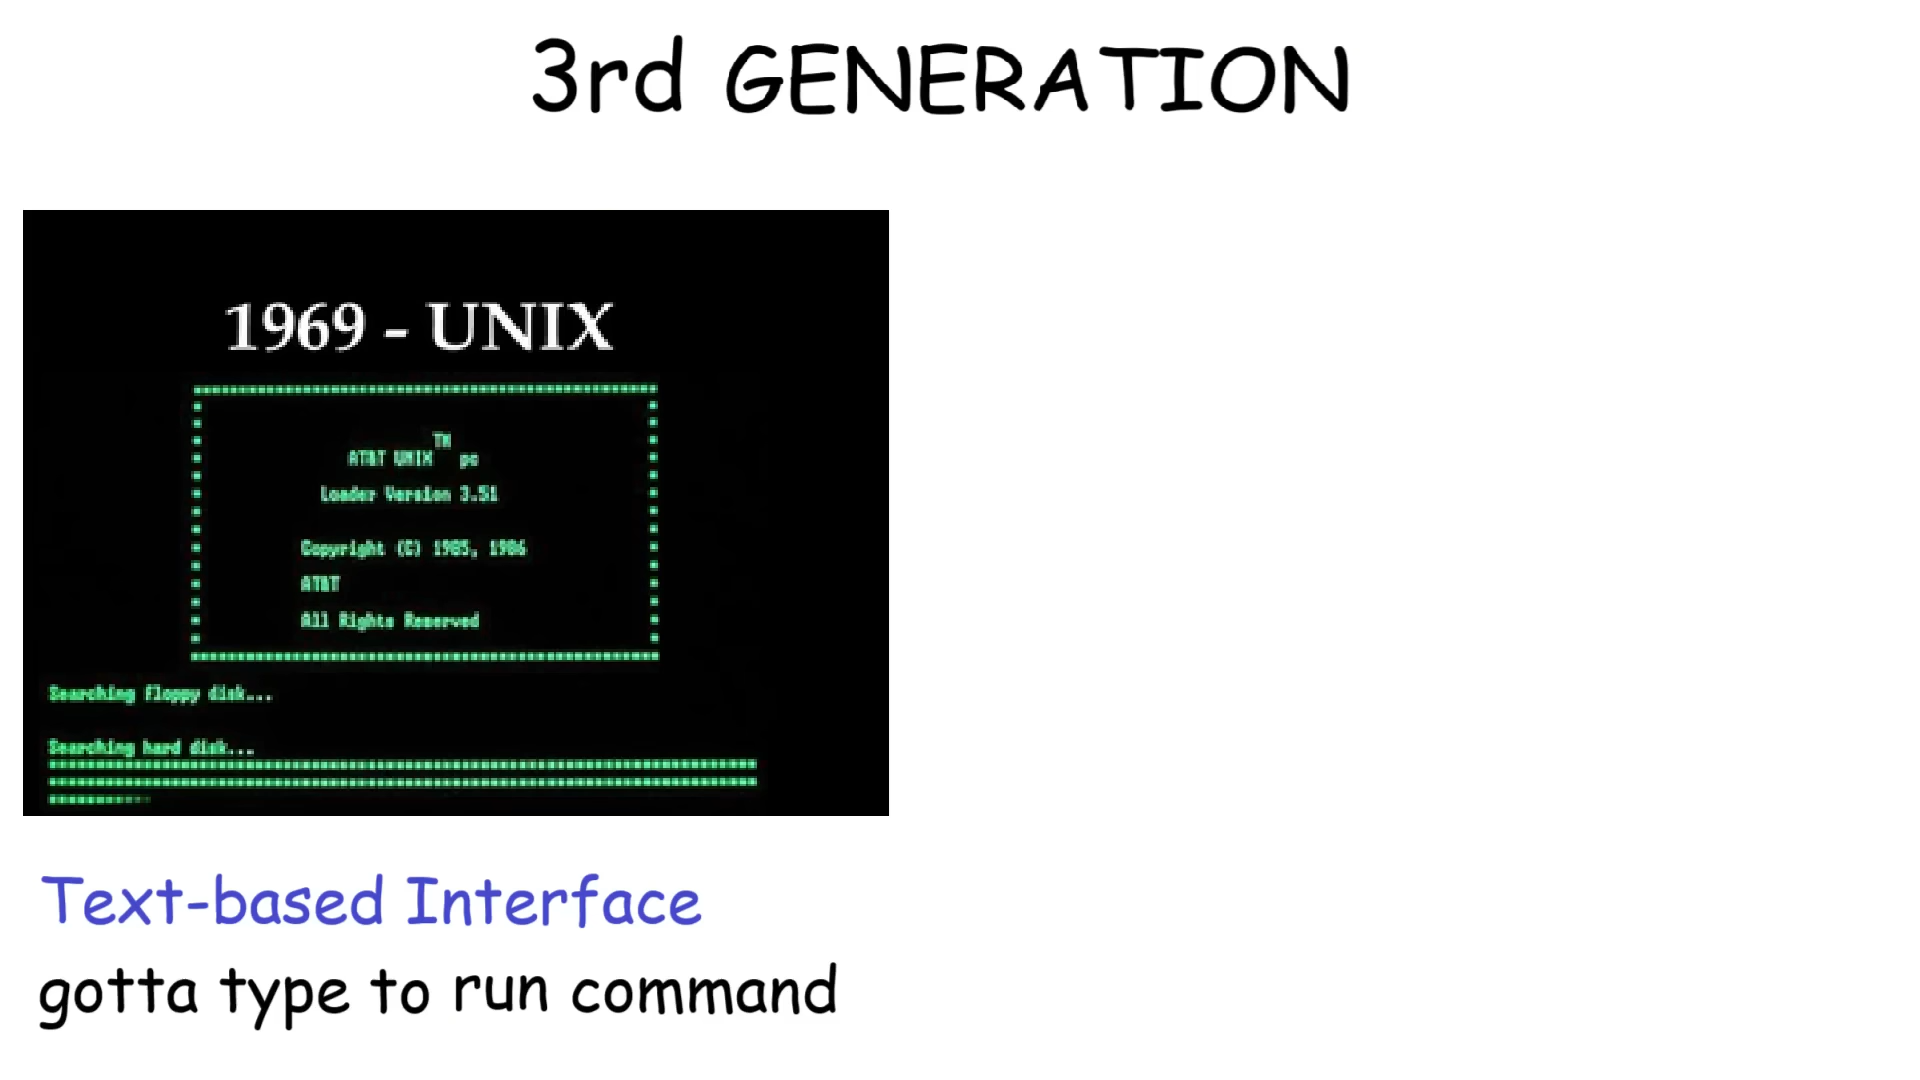 3rd GENERATION
1969 - UNIX
TM
AT&T UNIX pc
Loader Version 3.51
Copyright (C) 1985, 1986
AT&T
All Rights Reserved
Searching floppy disk...
Searching hard disk...
Text-based Interface
gotta type to run command